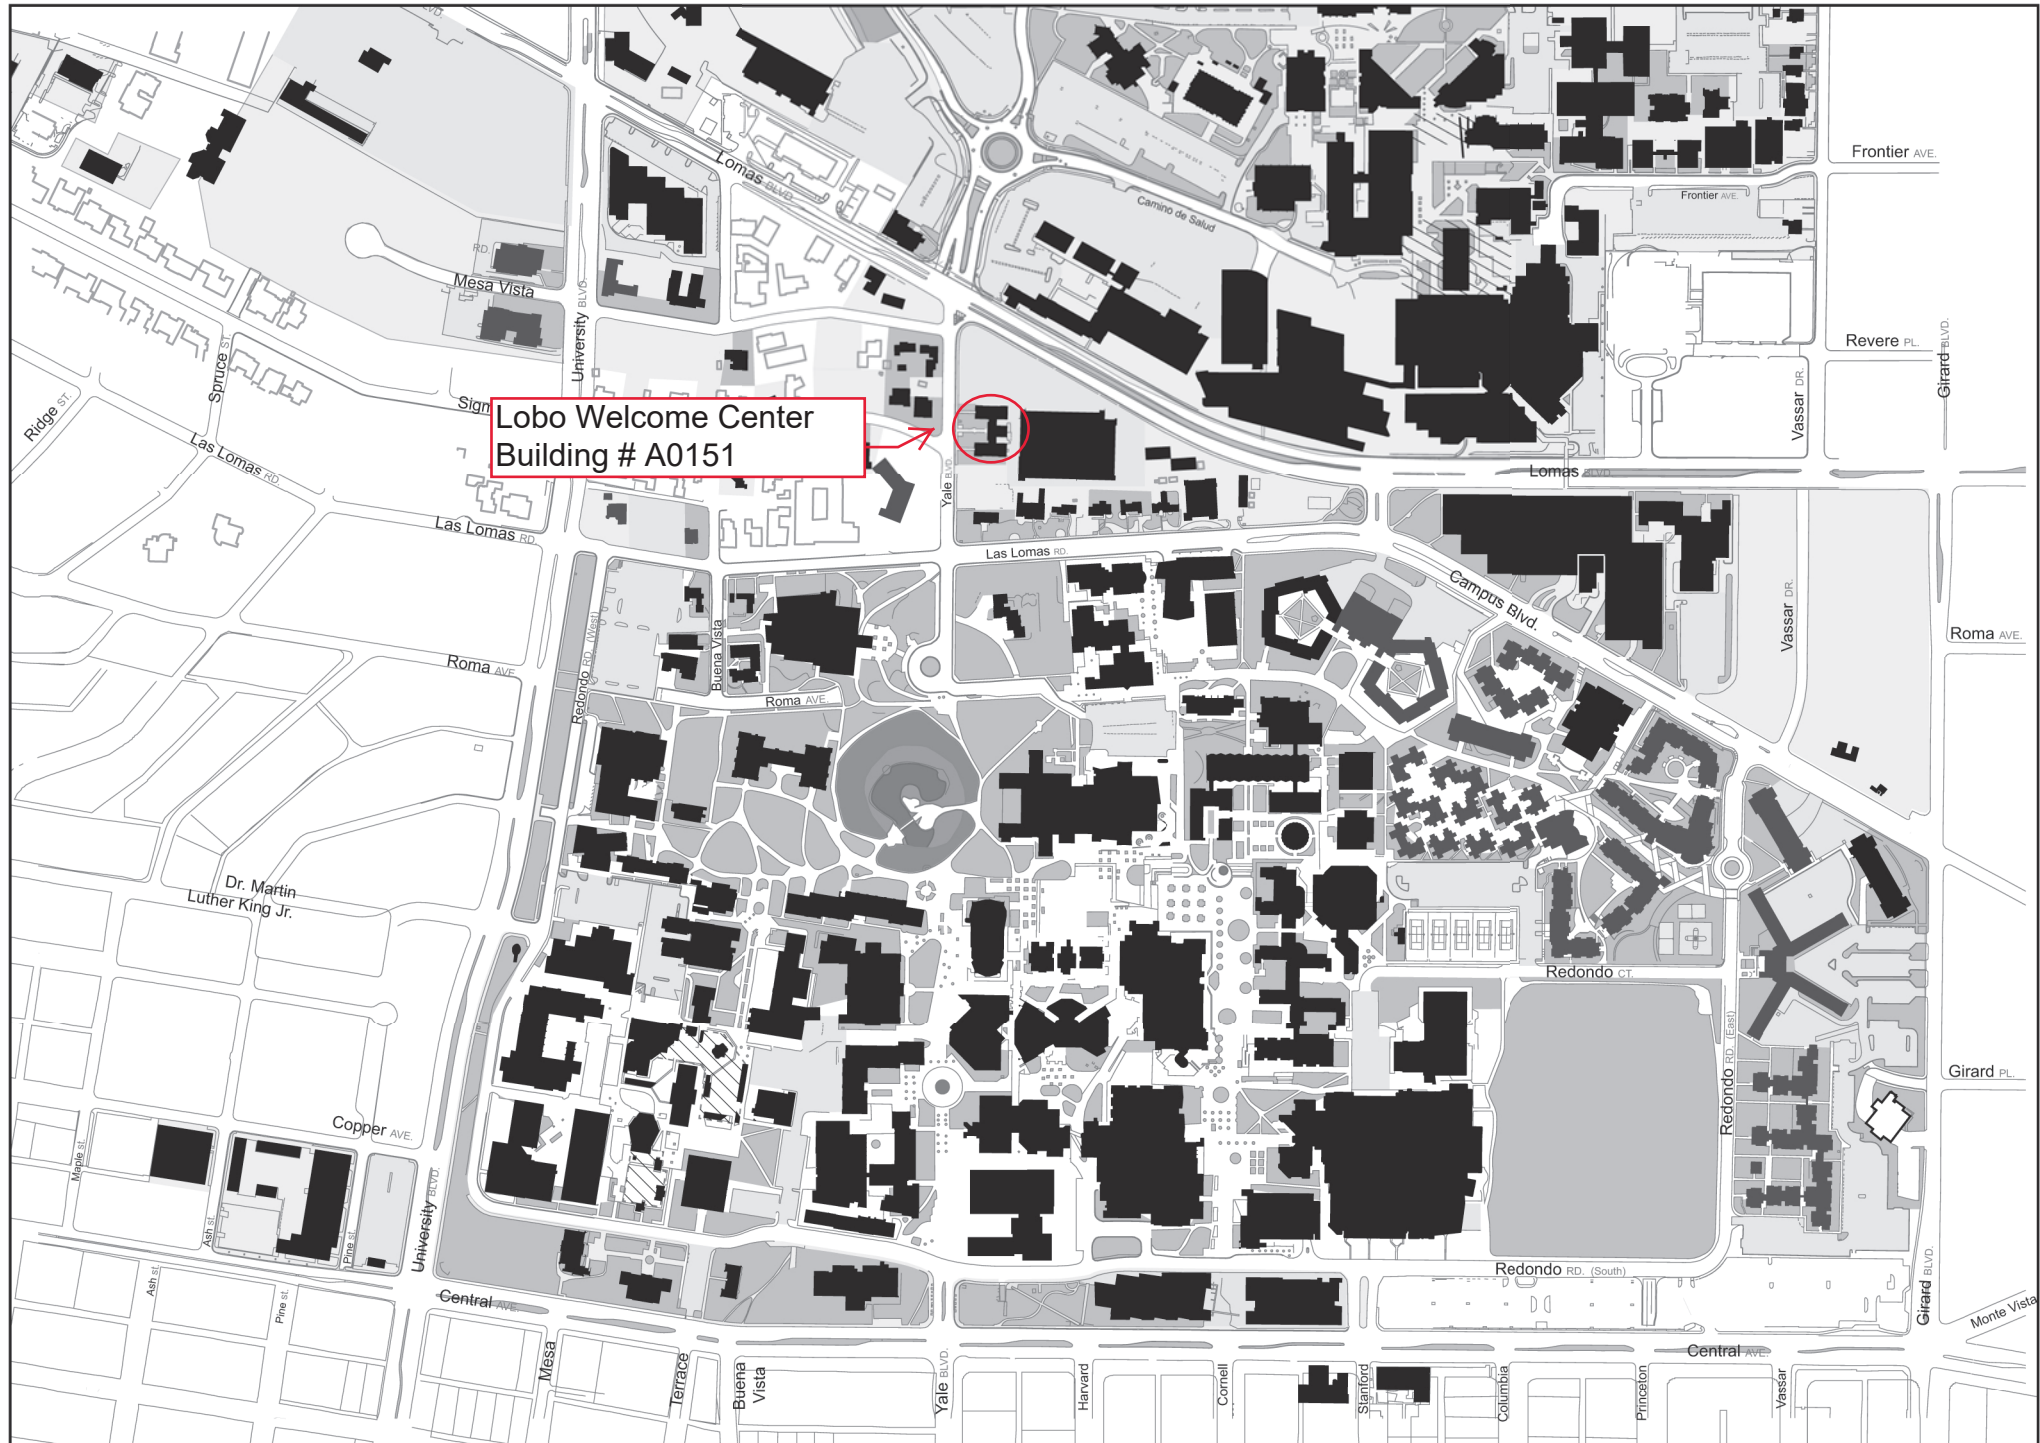 BLVD.
Lomas BLVD.
Frontier AVE.
Frontier AVE.
Camino de Salud
RD.
Mesa Vista
University BLVD.
Spruce ST.
Revere PL.
Girard BLVD.
Vassar DR.
Ridge ST.
Sigm
Lobo Welcome Center
Building # A0151
Las Lomas RD
Yale BLVD.
Lomas BLVD.
Las Lomas RD.
Las Lomas RD.
Campus Blvd.
Vassar DR.
Roma AVE.
Redondo RD. (West)
Buena Vista
Roma AVE
Roma AVE.
Dr. Martin
Luther King Jr.
Redondo CT.
Redondo RD. (East)
Girard PL.
Copper AVE.
Maple st.
Ash st.
Pine st.
University BLVD.
Redondo RD. (South)
Girard BLVD.
Monte Vista
Ash st.
Pine st.
Central AVE.
Central AVE.
Mesa
Terrace
Buena
Vista
Yale BLVD.
Harvard
Cornell
Stanford
Columbia
Princeton
Vassar